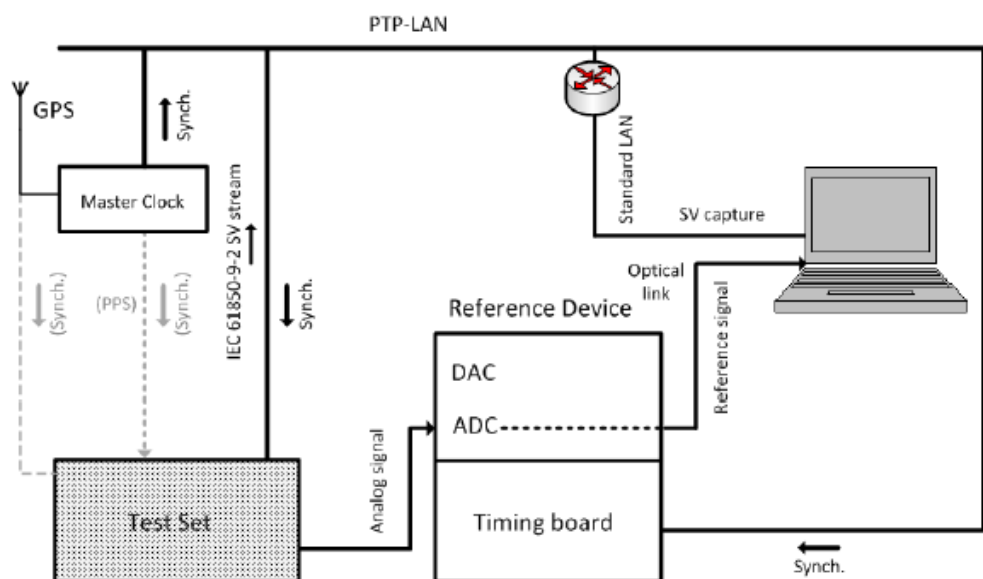 PTP-LAN
GPS
Synch.
Master Clock
IEC 61850-9-2 SV stream
Standard LAN
SV capture
(Synch.)
(PPS)
(Synch.)
Synch.
Optical
link
Reference Device
Reference signal
DAC
ADC
Analog signal
Test Set
Timing board
Synch.